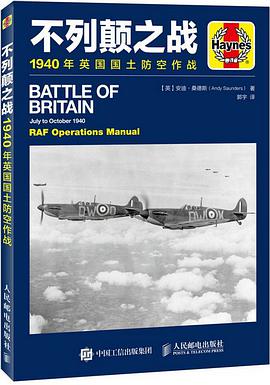 不列颠之战
1940年英国国土防空作战
Haynes
BATTLE OF
BRITAIN
July to October 1940
RAF Operations Manual
【英】安迪·桑德斯(Andy Saunders) 著
郭宇 译
DW O
DW X
中国工信出版集团
人民邮电出版社
POSTS & TELECOM PRESS
不列颠之战
1940年英国国土防空作战
人民邮电出版社